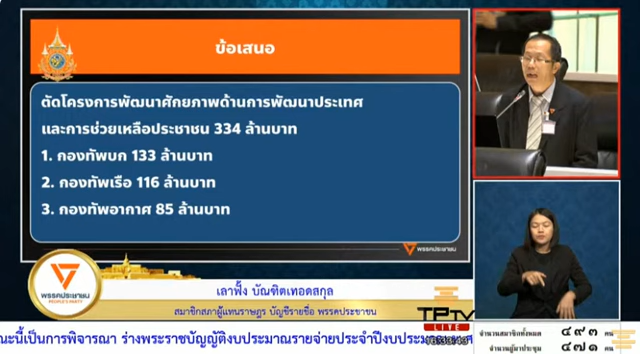 ข้อเสนอ
ตัดโครงการพัฒนาศักยภาพด้านการพัฒนาประเทศ
และการช่วยเหลือประชาชน 334 ล้านบาท
1. กองทัพบก 133 ล้านบาท
2. กองทัพเรือ 116 ล้านบาท
3. กองทัพอากาศ 85 ล้านบาท
พรรคประชาชน
พรรคประชาชน
PEOPLE'S PARTY
เลาฟั้ง บัณฑิตเทอดสกุล
สมาชิกสภาผู้แทนราษฎร บัญชีรายชื่อ พรรคประชาชน
TPTV
LIVE
จำนวนสมาชิกทั้งหมด ๔๙๓ คน
จำนวนผู้มาประชุม ๔๗๑ คน
ณะนี้เป็นการพิจารณา ร่างพระราชบัญญัติงบประมาณรายจ่ายประจำปีงบประมาณ